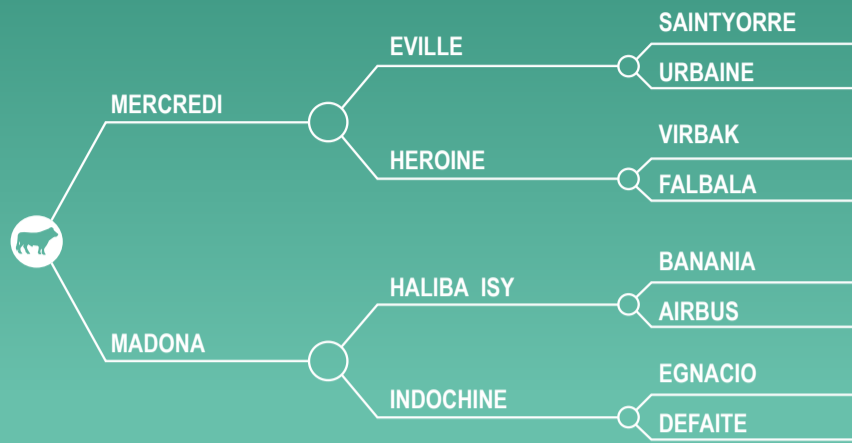 SAINTYORRE
EVILLE
URBAINE
MERCREDI
VIRBAK
HEROINE
FALBALA
BANANIA
HALIBA ISY
AIRBUS
MADONA
EGNACIO
INDOCHINE
DEFAITE